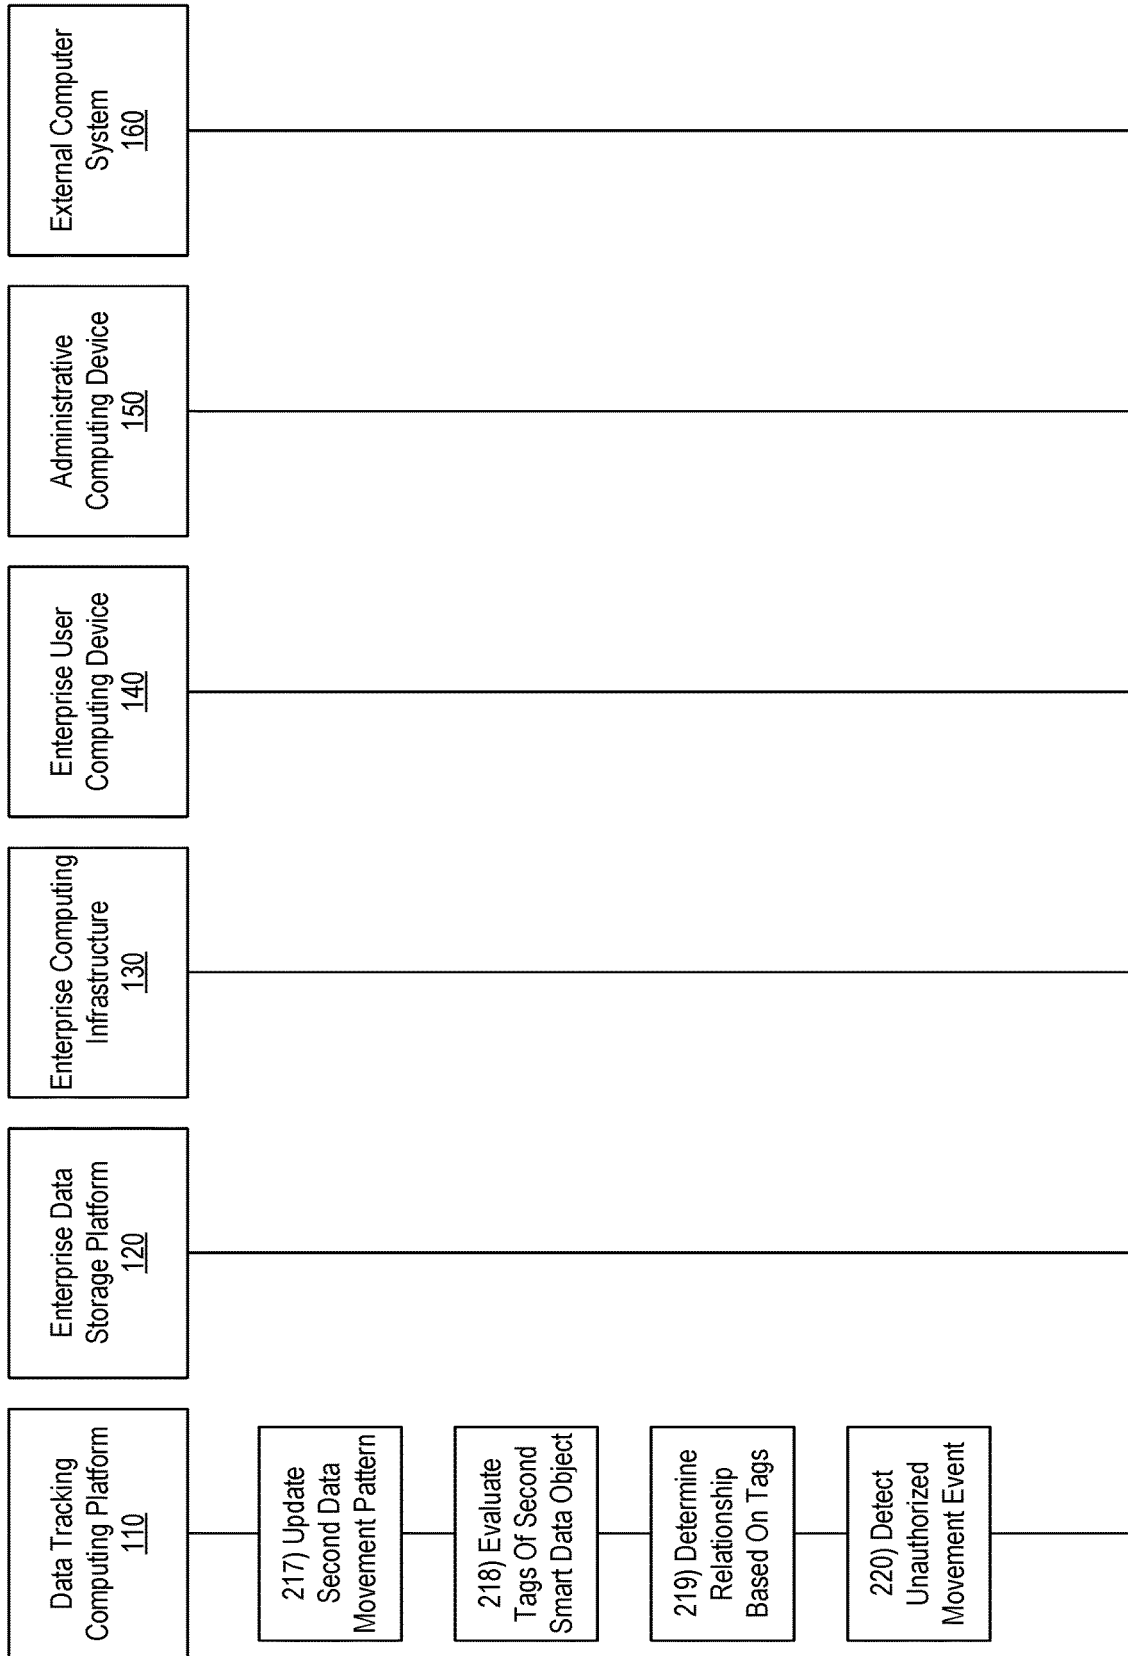 Data Tracking
Computing Platform
110
Enterprise Data
Storage Platform
120
Enterprise Computing
Infrastructure
130
Enterprise User
Computing Device
140
Administrative
Computing Device
150
External Computer
System
160
217) Update
Second Data
Movement Pattern
218) Evaluate
Tags Of Second
Smart Data Object
219) Determine
Relationship
Based On Tags
220) Detect
Unauthorized
Movement Event